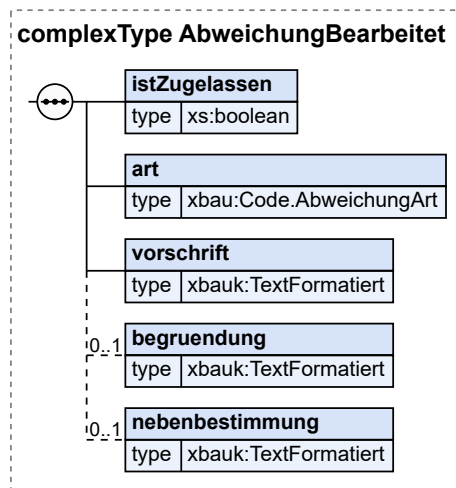 complexType AbweichungBearbeitet
istZugelassen
type xs:boolean
art
type xbau:Code.AbweichungArt
vorschrift
type xbauk:TextFormatiert
0..1 begruendung
type xbauk:TextFormatiert
0..1 nebenbestimmung
type xbauk:TextFormatiert